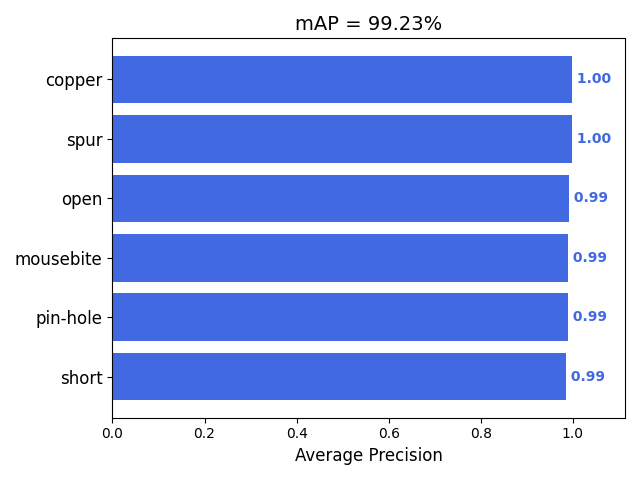 mAP = 99.23%
copper 1.00
spur 1.00
open 0.99
mousebite 0.99
pin-hole 0.99
short 0.99
0.0 0.2 0.4 0.6 0.8 1.0
Average Precision